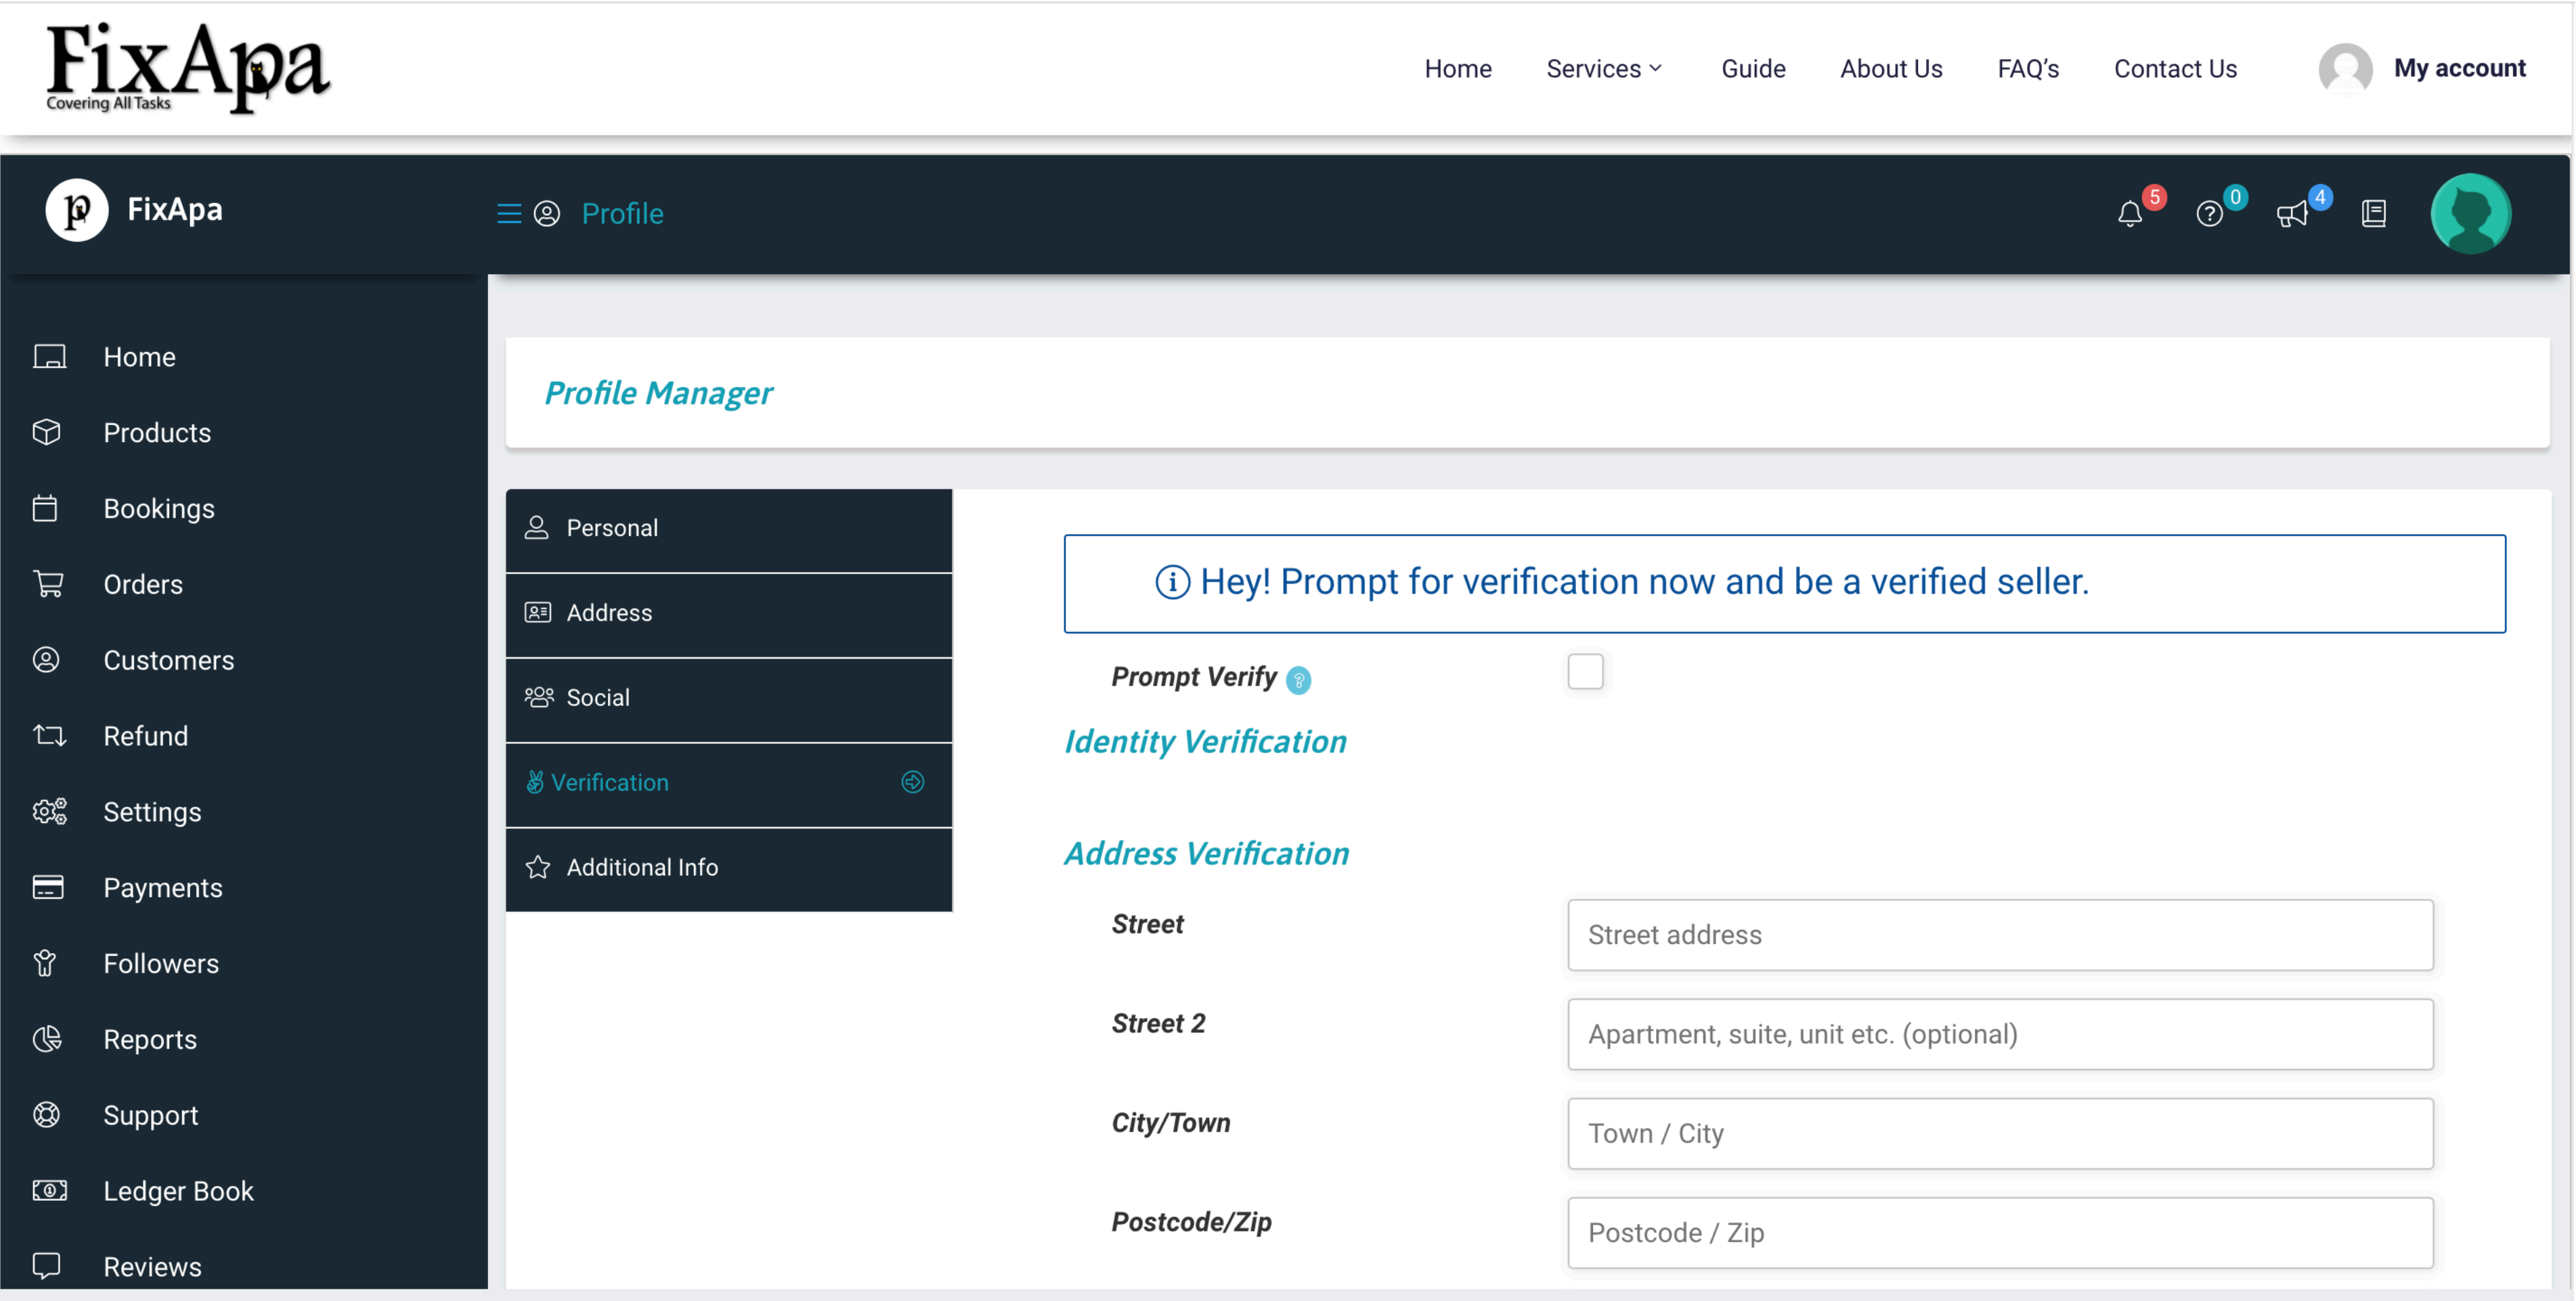 FixApa
Covering All Tasks
Home Services Guide About Us FAQ's Contact Us My account
FixApa
Profile
5 0 4
Home
Products
Bookings
Orders
Customers
Refund
Settings
Payments
Followers
Reports
Support
Ledger Book
Reviews
Profile Manager
Personal
Address
Social
Verification
Additional Info
Hey! Prompt for verification now and be a verified seller.
Prompt Verify
Identity Verification
Address Verification
Street
Street address
Street 2
Apartment, suite, unit etc. (optional)
City/Town
Town / City
Postcode/Zip
Postcode / Zip